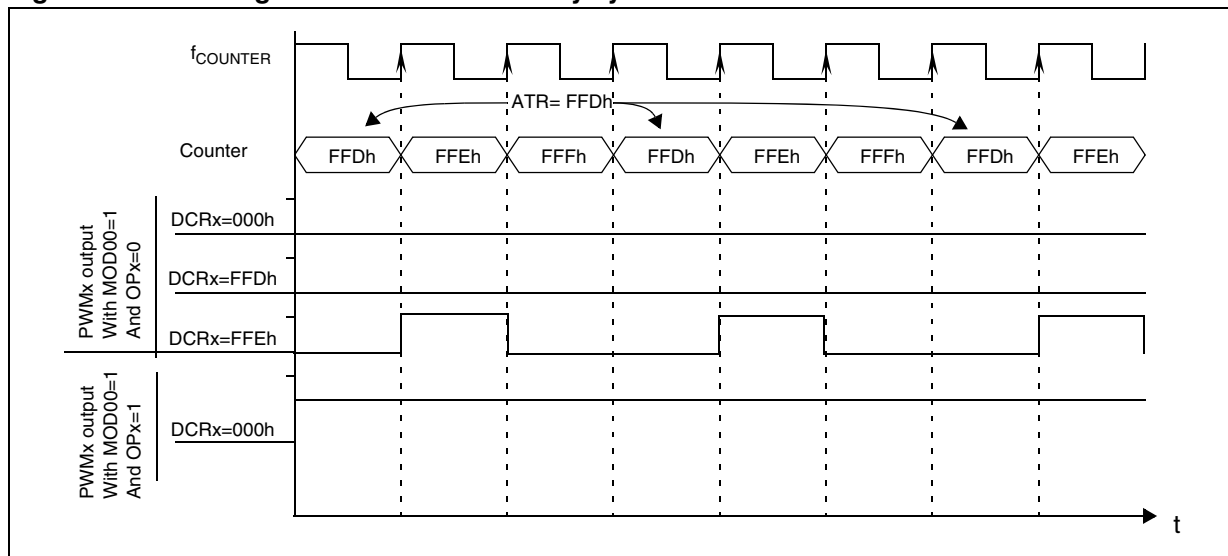 fCOUNTER
ATR= FFDh
Counter
FFDh FFEh FFFh FFDh FFEh FFFh FFDh FFEh
PWMx output
With MOD00=1
And OPx=0
DCRx=000h
DCRx=FFDh
DCRx=FFEh
PWMx output
With MOD00=1
And OPx=1
DCRx=000h
t